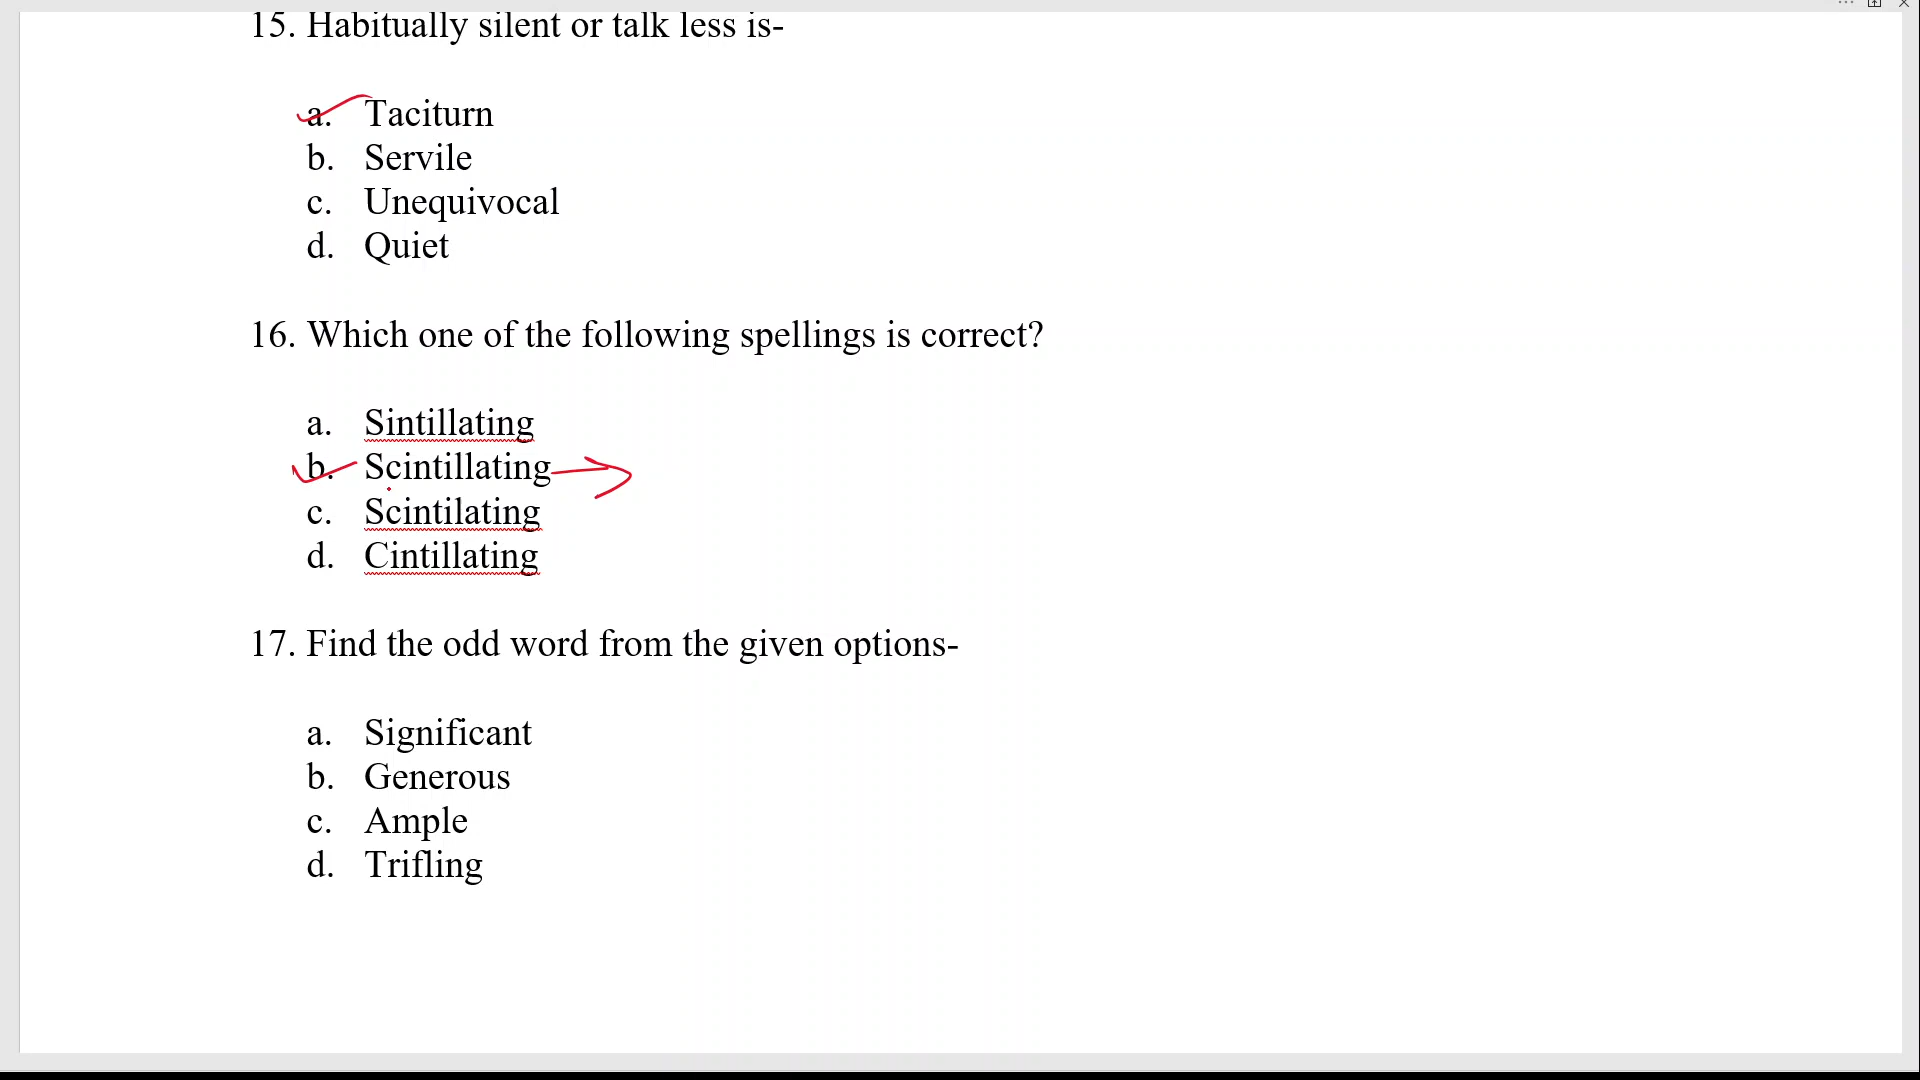 15. Habitually silent or talk less is-
a. Taciturn
b. Servile
c. Unequivocal
d. Quiet
16. Which one of the following spellings is correct?
a. Sintillating
b. Scintillating
c. Scintilating
d. Cintillating
17. Find the odd word from the given options-
a. Significant
b. Generous
c. Ample
d. Trifling